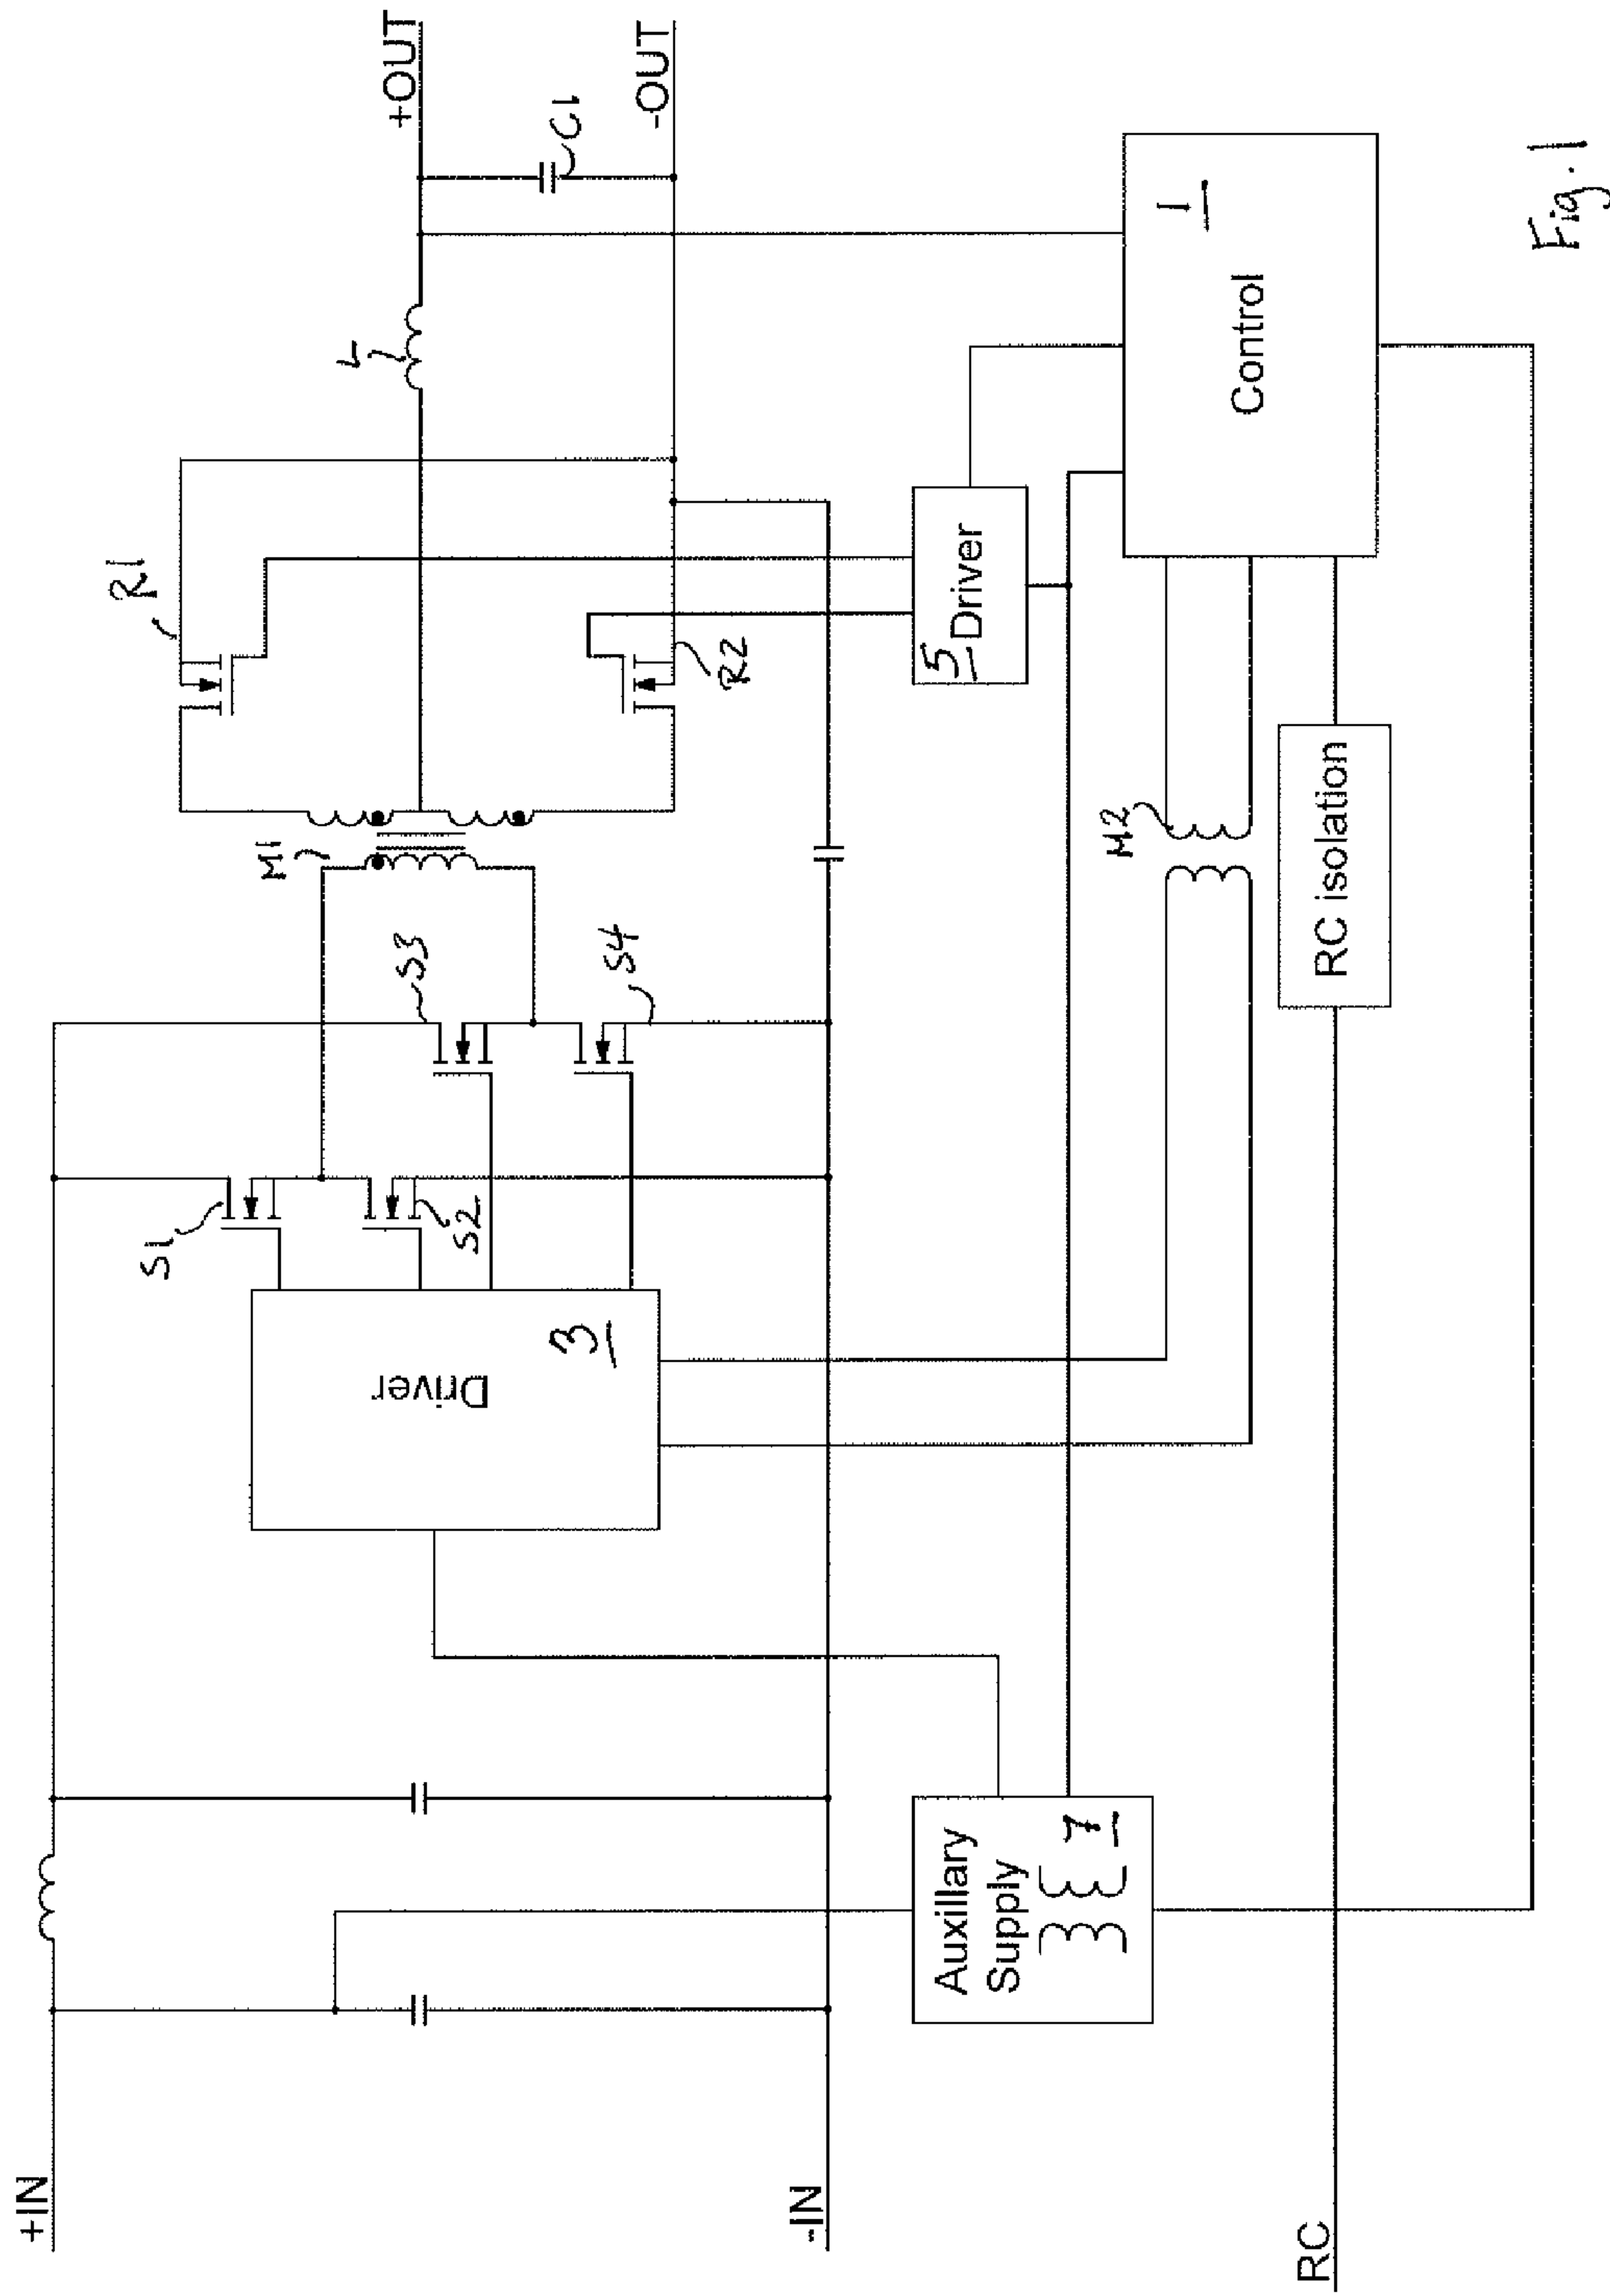 +IN
-IN
RC
Auxillary
Supply
7
Driver
3
S1
S2
S3
S4
M1
R1
R2
L
+OUT
-OUT
C1
5 Driver
M2
RC isolation
Control
1
Fig. 1